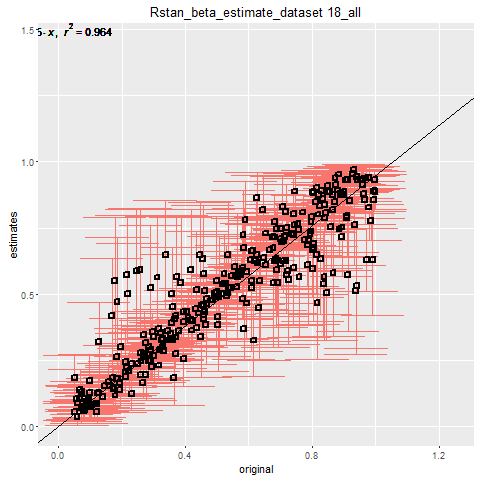 Rstan_beta_estimate_dataset 18_all
5· x, r² = 0.964
1.5
1.0
0.5
0.0
estimates
0.0 0.4 0.8 1.2
original